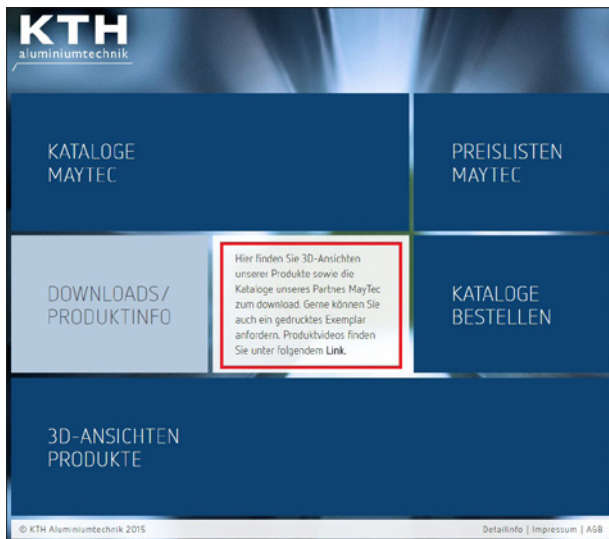 KTH
aluminiumtechnik
KATALOGE
MAYTEC
PREISLISTEN
MAYTEC
DOWNLOADS/
PRODUKTINFO
Hier finden Sie 3D-Ansichten
unserer Produkte sowie die
Kataloge unseres Partnes MayTec
zum download. Gerne können Sie
auch ein gedrucktes Exemplar
anfordern. Produktvideos finden
Sie unter folgendem Link.
KATALOGE
BESTELLEN
3D-ANSICHTEN
PRODUKTE
© KTH Aluminiumtechnik 2015
Detailinfo | Impressum | AGB